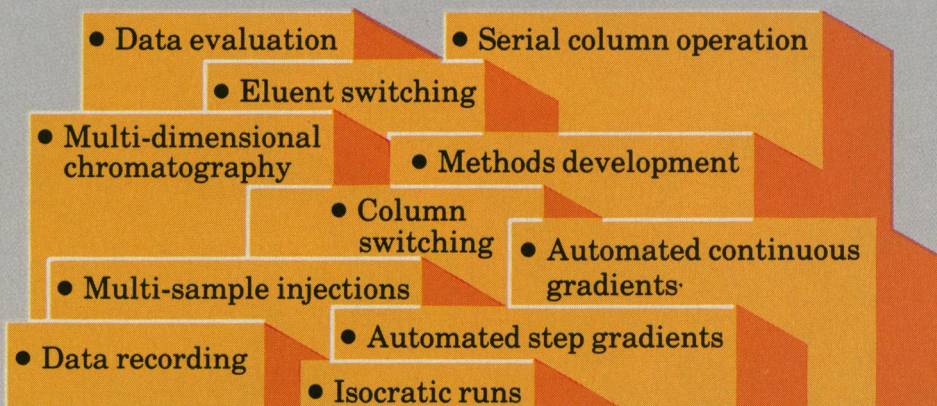 • Data evaluation
• Serial column operation
• Eluent switching
• Multi-dimensional
chromatography
• Methods development
• Column
switching
• Automated continuous
gradients
• Multi-sample injections
• Automated step gradients
• Data recording
• Isocratic runs